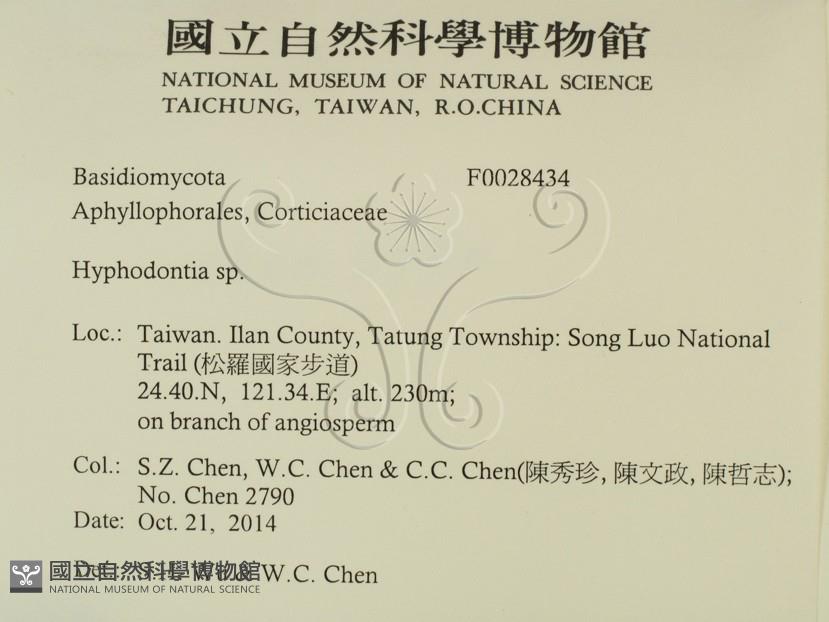 國立自然科學博物館
NATIONAL MUSEUM OF NATURAL SCIENCE
TAICHUNG, TAIWAN, R.O.CHINA
Basidiomycota F0028434
Aphyllophorales, Corticiaceae
Hyphodontia sp.
Loc.: Taiwan. Ilan County, Tatung Township: Song Luo National
Trail (松羅國家步道)
24.40.N, 121.34.E; alt. 230m;
on branch of angiosperm
Col.: S.Z. Chen, W.C. Chen & C.C. Chen(陳秀珍, 陳文政, 陳哲志);
No. Chen 2790
Date: Oct. 21, 2014
& W.C. Chen
國立自然科學博物館
NATIONAL MUSEUM OF NATURAL SCIENCE